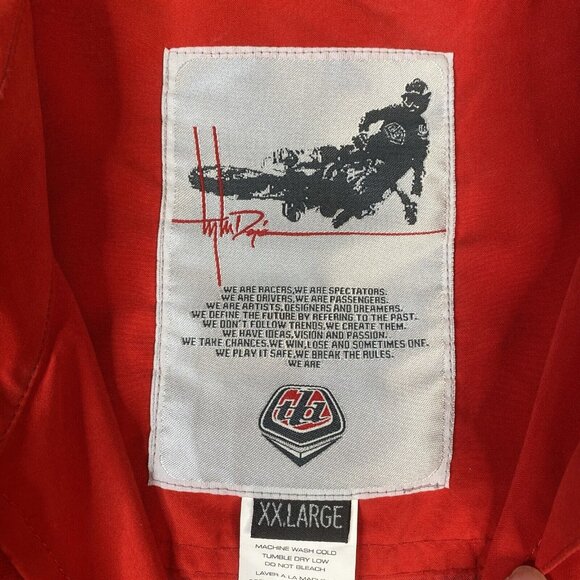 WE ARE RACERS, WE ARE SPECTATORS.
WE ARE DRIVERS, WE ARE PASSENGERS.
WE ARE ARTISTS, DESIGNERS AND DREAMERS.
WE DEFINE THE FUTURE BY REFERING TO THE PAST.
WE DON'T FOLLOW TRENDS, WE CREATE THEM.
WE HAVE IDEAS, VISION AND PASSION.
WE TAKE CHANCES, WE WIN, LOSE AND SOMETIMES ONE.
WE PLAY IT SAFE, WE BREAK THE RULES.
WE ARE
tld
XX.LARGE
MACHINE WASH COLD
TUMBLE DRY LOW
DO NOT BLEACH